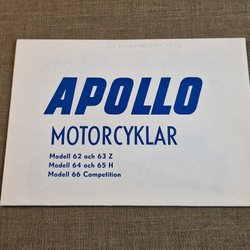 APOLLO
MOTORCYKLAR
Modell 62 och 63 Z
Modell 64 och 65 H
Modell 66 Competition